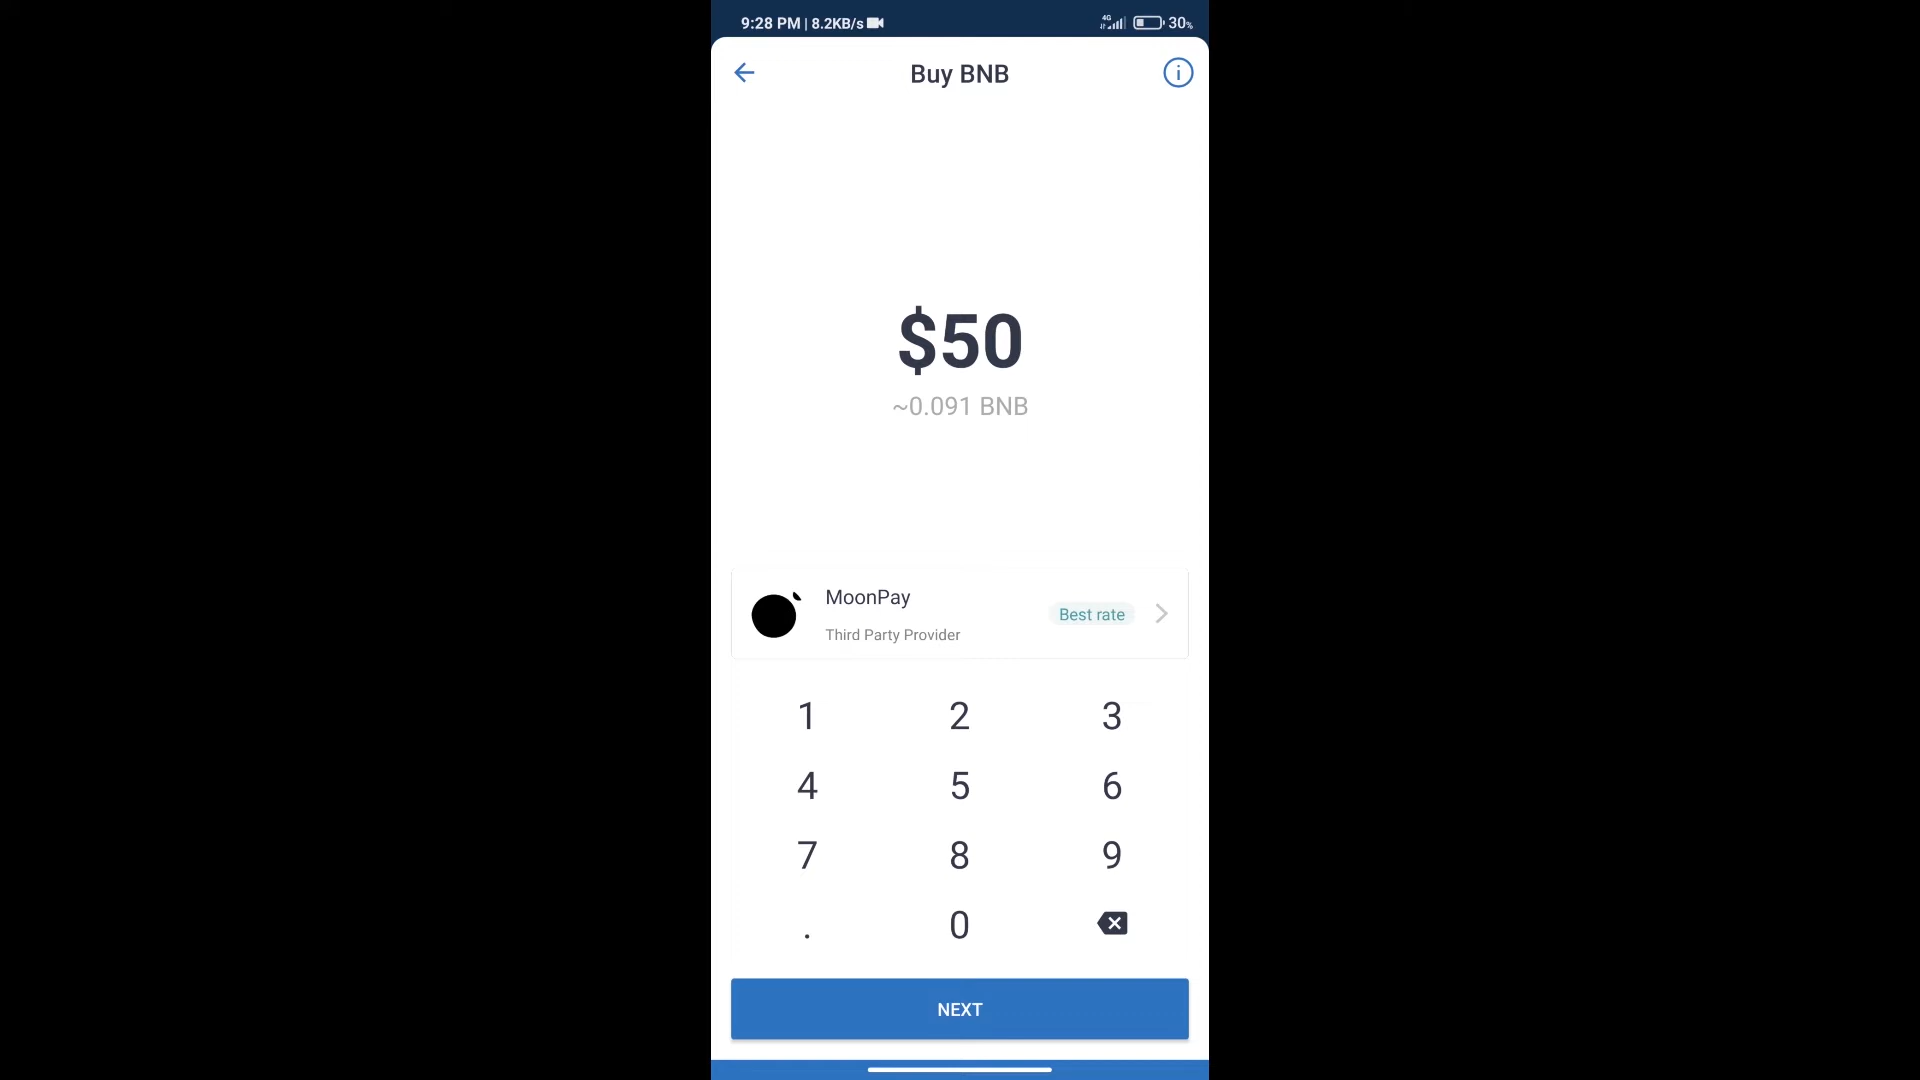 9:28 PM | 8.2KB/s 4G 30%
Buy BNB
$50
~0.091 BNB
MoonPay
Third Party Provider
Best rate
1 2 3
4 5 6
7 8 9
. 0
NEXT